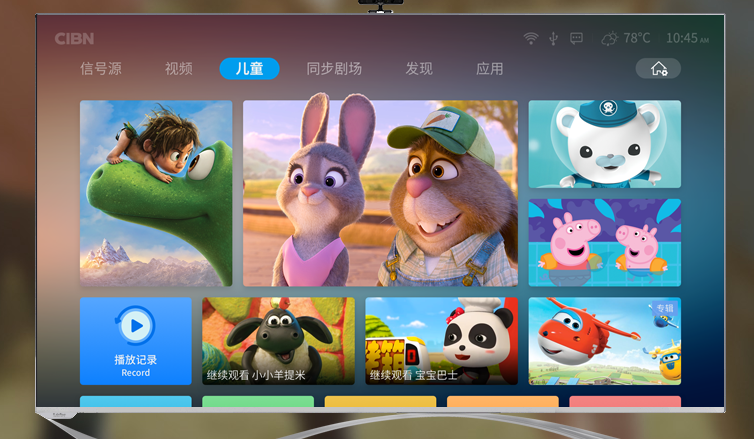 CIBN
78°C
10:45 AM
信号源
视频
儿童
同步剧场
发现
应用
播放记录
Record
继续观看 小小羊提米
继续观看 宝宝巴士
专辑